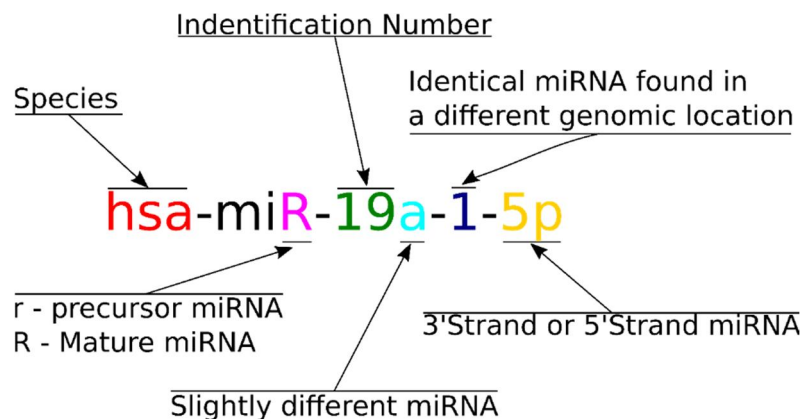 Indentification Number
Species
Identical miRNA found in
a different genomic location
hsa-miR-19a-1-5p
r - precursor miRNA
R - Mature miRNA
3'Strand or 5'Strand miRNA
Slightly different miRNA